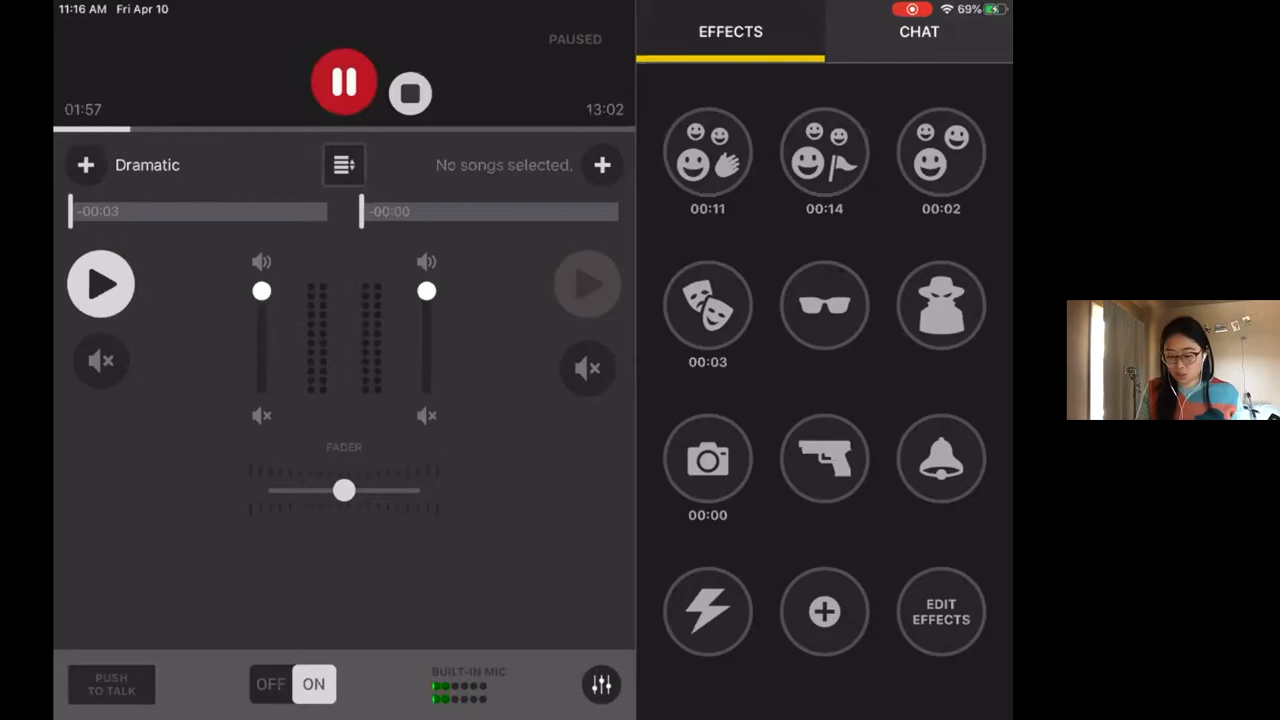 11:16 AM Fri Apr 10
69%
PAUSED
01:57
13:02
Dramatic
No songs selected.
-00:03
-00:00
FADER
PUSH
TO TALK
OFF
ON
BUILT-IN MIC
EFFECTS
CHAT
00:11
00:14
00:02
00:03
00:00
EDIT
EFFECTS